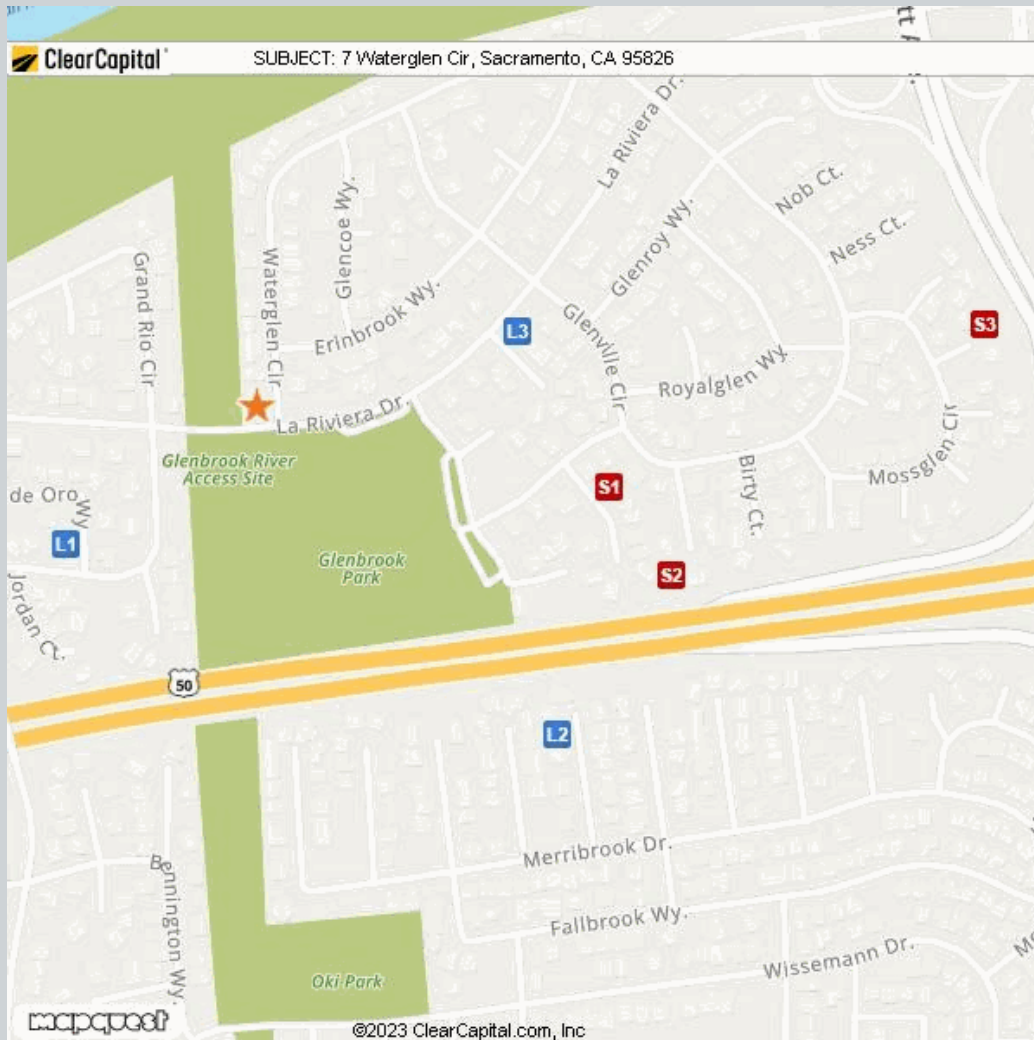 ClearCapital
SUBJECT: 7 Waterglen Cir, Sacramento, CA 95826
La Riviera Dr.
Glencoe Wy.
Nob Ct.
Glenroy Wy.
Ness Ct.
Grand Rio Cir
Waterglen Cir
Erinbrook Wy.
L3
Glenville Cir
S3
Royalglen Wy
La Riviera Dr.
Glenbrook River
Access Site
Mossglen Cir
Birty Ct.
de Oro Wy
S1
L1
Glenbrook
Park
S2
Jordan Ct.
50
L2
Merribrook Dr.
Bennington Wy.
Fallbrook Wy.
Wissemann Dr.
Oki Park
mapquest
©2023 ClearCapital.com, Inc